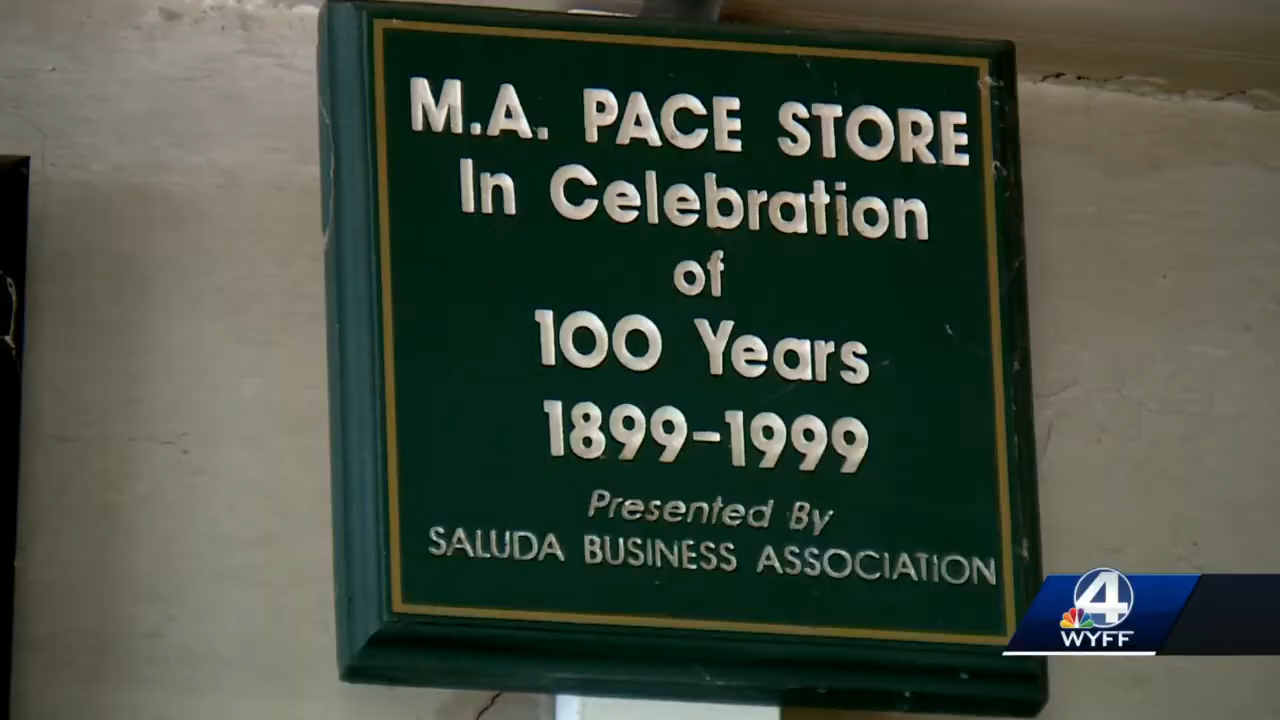 M.A. PACE STORE
In Celebration
of
100 Years
1899-1999
Presented By
SALUDA BUSINESS ASSOCIATION
4
WYFF